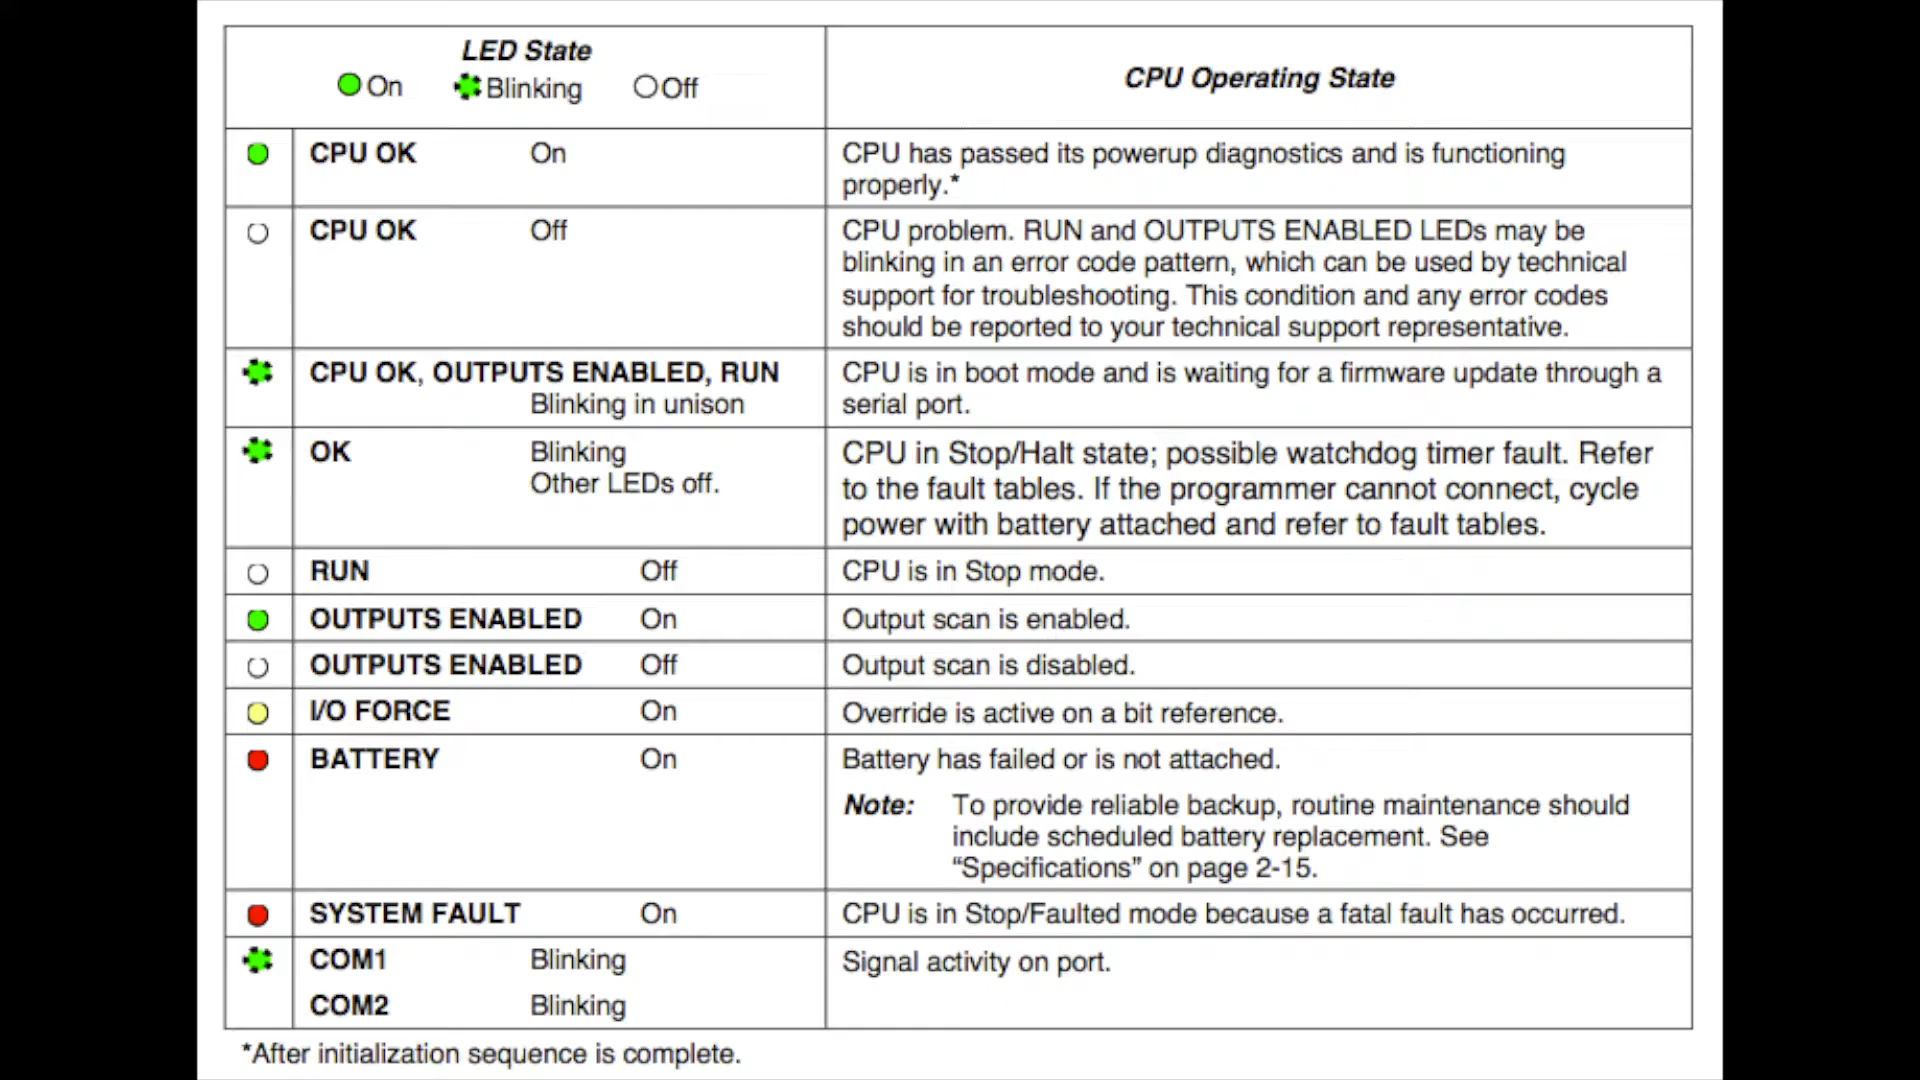 LED State
On Blinking Off
CPU Operating State
CPU OK On
CPU has passed its powerup diagnostics and is functioning
properly.*
CPU OK Off
CPU problem. RUN and OUTPUTS ENABLED LEDs may be
blinking in an error code pattern, which can be used by technical
support for troubleshooting. This condition and any error codes
should be reported to your technical support representative.
CPU OK, OUTPUTS ENABLED, RUN
Blinking in unison
CPU is in boot mode and is waiting for a firmware update through a
serial port.
OK Blinking
Other LEDs off.
CPU in Stop/Halt state; possible watchdog timer fault. Refer
to the fault tables. If the programmer cannot connect, cycle
power with battery attached and refer to fault tables.
RUN Off
CPU is in Stop mode.
OUTPUTS ENABLED On
Output scan is enabled.
OUTPUTS ENABLED Off
Output scan is disabled.
I/O FORCE On
Override is active on a bit reference.
BATTERY On
Battery has failed or is not attached.
Note: To provide reliable backup, routine maintenance should
include scheduled battery replacement. See
“Specifications” on page 2-15.
SYSTEM FAULT On
CPU is in Stop/Faulted mode because a fatal fault has occurred.
COM1 Blinking
COM2 Blinking
Signal activity on port.
*After initialization sequence is complete.